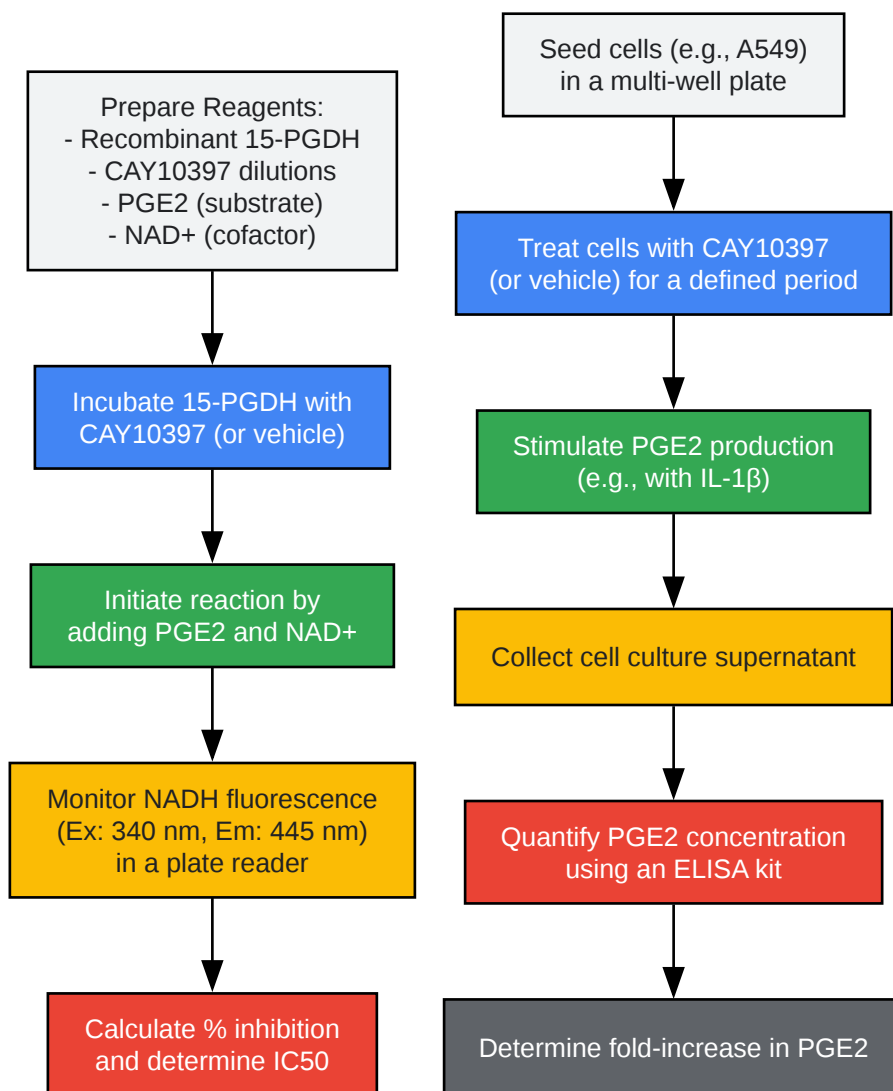 Prepare Reagents:
- Recombinant 15-PGDH
- CAY10397 dilutions
- PGE2 (substrate)
- NAD+ (cofactor)
Incubate 15-PGDH with
CAY10397 (or vehicle)
Initiate reaction by
adding PGE2 and NAD+
Monitor NADH fluorescence
(Ex: 340 nm, Em: 445 nm)
in a plate reader
Calculate % inhibition
and determine IC50
Seed cells (e.g., A549)
in a multi-well plate
Treat cells with CAY10397
(or vehicle) for a defined period
Stimulate PGE2 production
(e.g., with IL-1β)
Collect cell culture supernatant
Quantify PGE2 concentration
using an ELISA kit
Determine fold-increase in PGE2